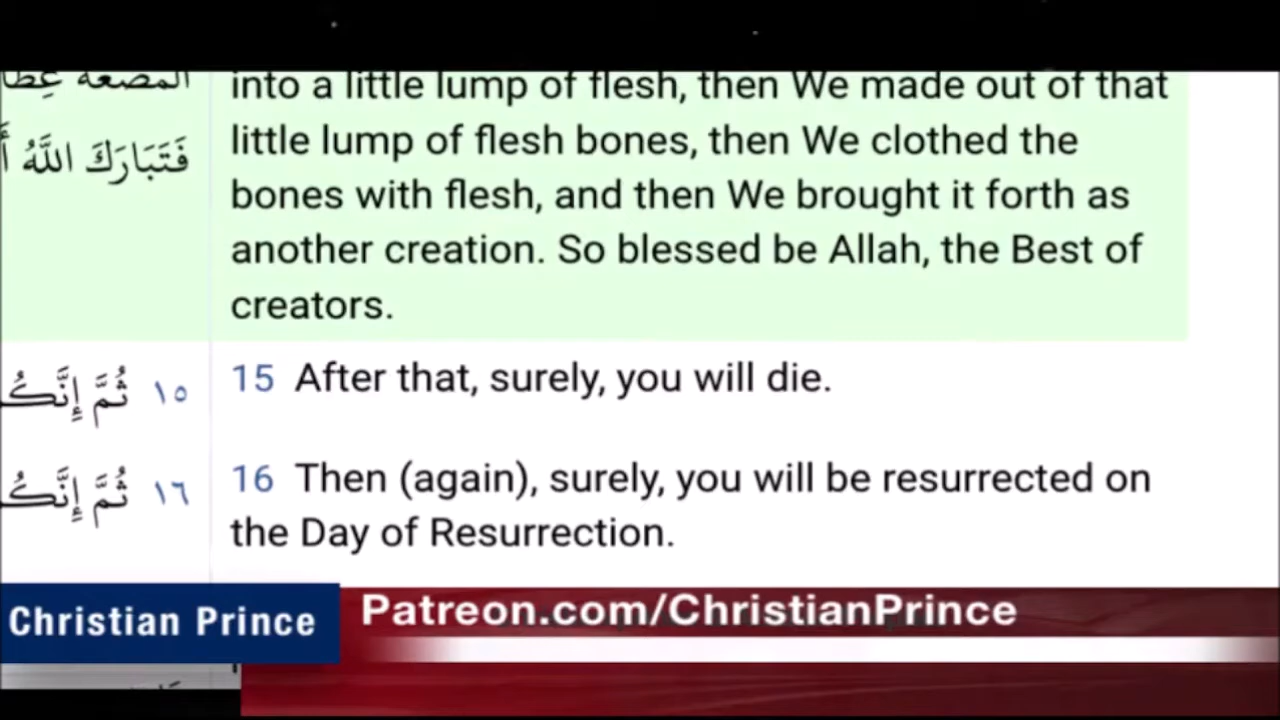 into a little lump of flesh, then We made out of that
little lump of flesh bones, then We clothed the
bones with flesh, and then We brought it forth as
another creation. So blessed be Allah, the Best of
creators.
فَتَبَارَكَ اللَّهُ
15 After that, surely, you will die.
١٥ ثُمَّ
16 Then (again), surely, you will be resurrected on
the Day of Resurrection.
١٦ ثُمَّ
Christian Prince
Patreon.com/ChristianPrince